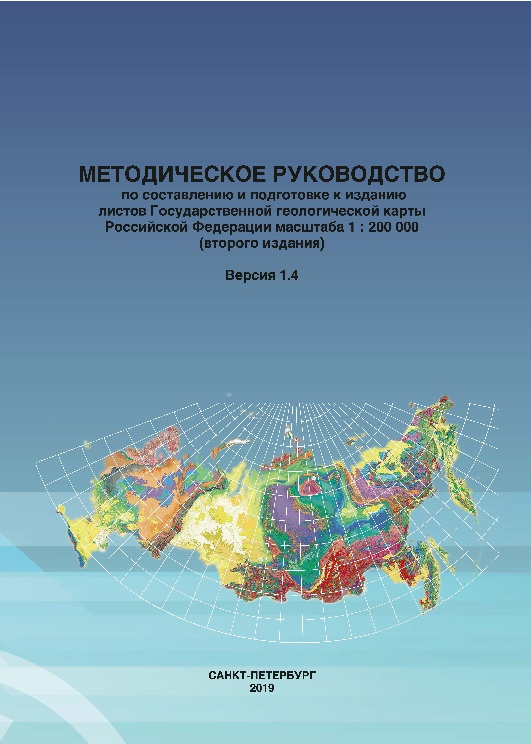 МЕТОДИЧЕСКОЕ РУКОВОДСТВО
по составлению и подготовке к изданию
листов Государственной геологической карты
Российской Федерации масштаба 1 : 200 000
(второго издания)
Версия 1.4
САНКТ-ПЕТЕРБУРГ
2019